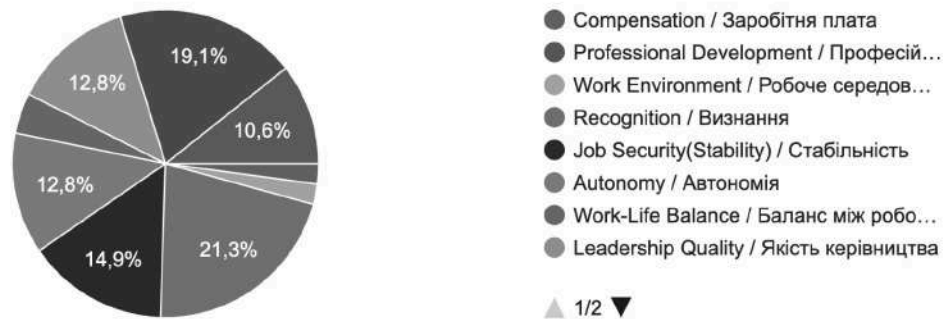 19,1%
12,8%
10,6%
12,8%
14,9%
21,3%
Compensation / Заробітня плата
Professional Development / Професій…
Work Environment / Робоче середов…
Recognition / Визнання
Job Security(Stability) / Стабільність
Autonomy / Автономія
Work-Life Balance / Баланс між робо…
Leadership Quality / Якість керівництва
1/2